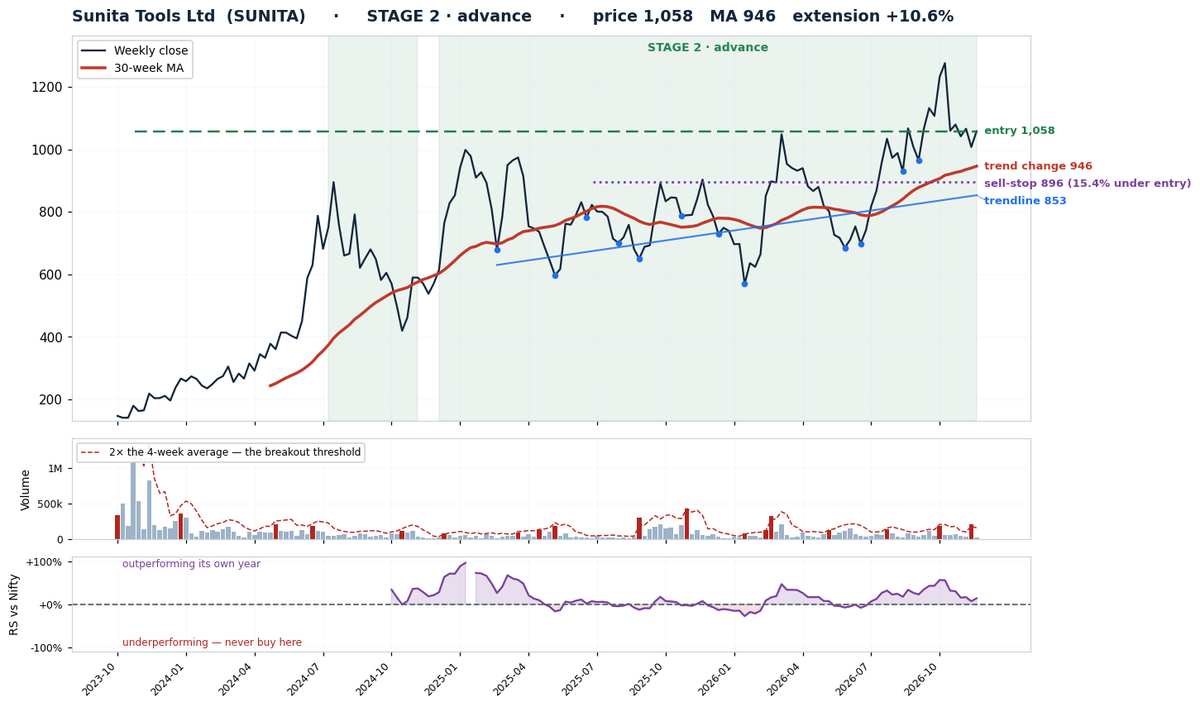 Sunita Tools Ltd (SUNITA) · STAGE 2 · advance · price 1,058 MA 946 extension +10.6%
Weekly close
30-week MA
STAGE 2 · advance
1200
1000
800
600
400
200
entry 1,058
trend change 946
sell-stop 896 (15.4% under entry)
trendline 853
2× the 4-week average — the breakout threshold
Volume
1M
500k
0
RS vs Nifty
+100%
+0%
-100%
outperforming its own year
underperforming — never buy here
2023-10
2024-01
2024-04
2024-07
2024-10
2025-01
2025-04
2025-07
2025-10
2026-01
2026-04
2026-07
2026-10